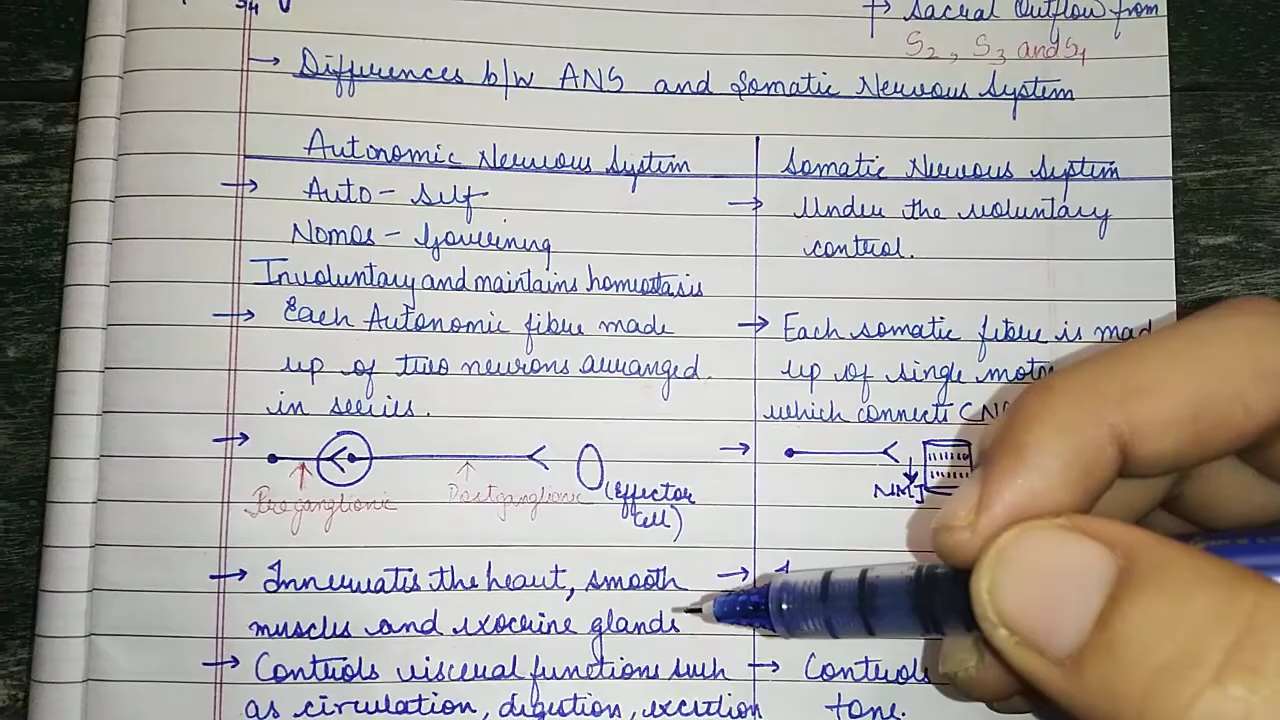 S4
→ Sacral Outflow from
S2, S3 and S4
→ Differences b/w ANS and Somatic Nervous System
Autonomic Nervous System
→ Auto - self
Nomos - Governing
Involuntary and maintains homeostasis
→ Each Autonomic fibre made
up of two neurons arranged
in series.
→
Preganglionic
Postganglionic
(Effector
Cell)
→ Innervates the heart, smooth
muscles and exocrine glands
→ Controls visceral functions such
as circulation, digestion, excretion
Somatic Nervous System
→ Under the voluntary
control.
→ Each somatic fibre is mad
up of single moto
which connects CNS
→
NMJ
→
→ Controls
tone.